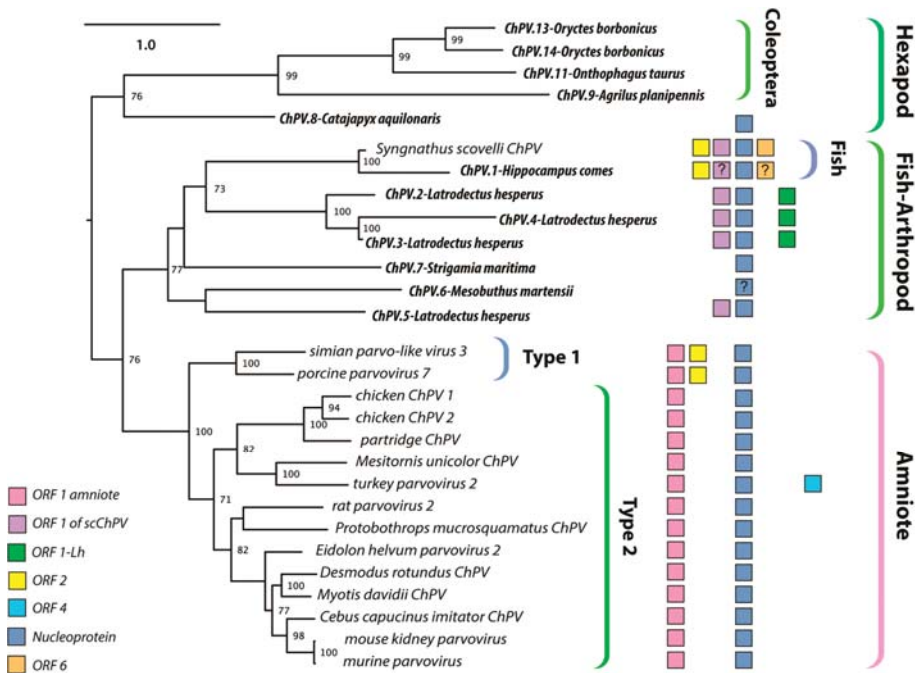 1.0
99
ChPV.13-Oryctes borbonicus
99
ChPV.14-Oryctes borbonicus
99
ChPV.11-Onthophagus taurus
ChPV.9-Agrilus planipennis
76
ChPV.8-Catajapyx aquilonaris
Coleoptera
Hexapod
Syngnathus scovelli ChPV
100
ChPV.1-Hippocampus comes
? ?
Fish
73
ChPV.2-Latrodectus hesperus
100
ChPV.4-Latrodectus hesperus
100
ChPV.3-Latrodectus hesperus
77
ChPV.7-Strigamia maritima
ChPV.6-Mesobuthus martensii
?
ChPV.5-Latrodectus hesperus
Fish-Arthropod
76
simian parvo-like virus 3
100
porcine parvovirus 7
Type 1
100
chicken ChPV 1
94
chicken ChPV 2
100
partridge ChPV
82
Mesitornis unicolor ChPV
100
turkey parvovirus 2
71
rat parvovirus 2
Protobothrops mucrosquamatus ChPV
82
Eidolon helvum parvovirus 2
Desmodus rotundus ChPV
100
Myotis davidii ChPV
77
Cebus capucinus imitator ChPV
98
mouse kidney parvovirus
100
murine parvovirus
Type 2
Amniote
ORF 1 amniote
ORF 1 of scChPV
ORF 1-Lh
ORF 2
ORF 4
Nucleoprotein
ORF 6